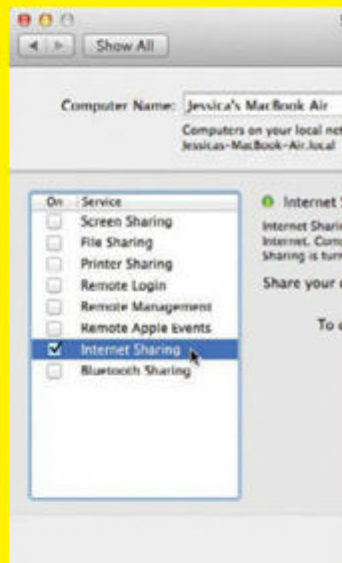 Show All
Computer Name: Jessica's MacBook Air
Computers on your local net
Jessicas-MacBook-Air.local
On Service
Screen Sharing
File Sharing
Printer Sharing
Remote Login
Remote Management
Remote Apple Events
Internet Sharing
Bluetooth Sharing
Internet
Internet Sharin
Internet. Comp
Sharing is turn
Share your
To